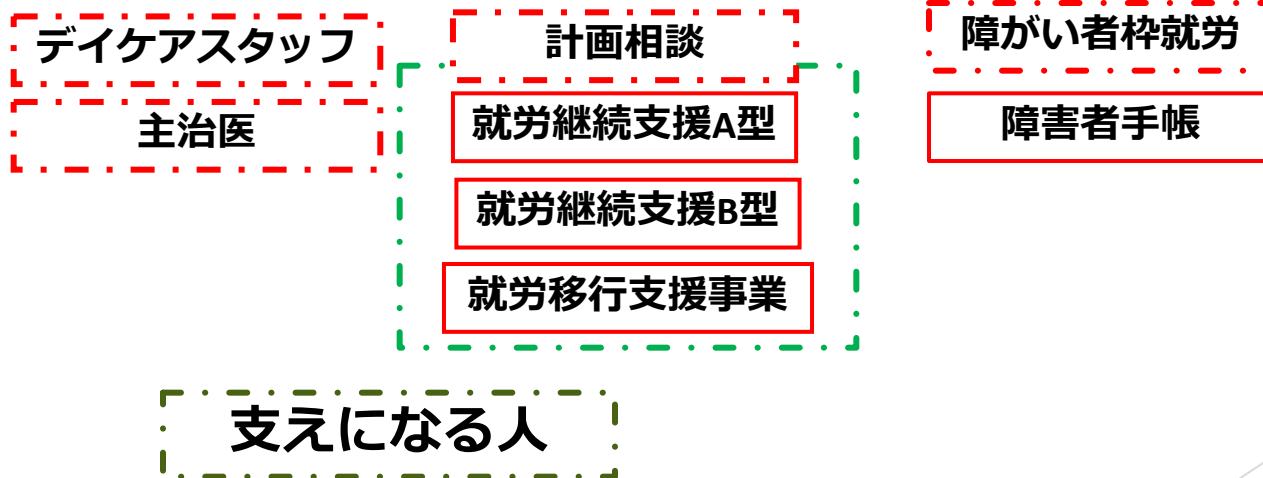 デイケアスタッフ
主治医
計画相談
就労継続支援A型
就労継続支援B型
就労移行支援事業
障がい者枠就労
障害者手帳
支えになる人